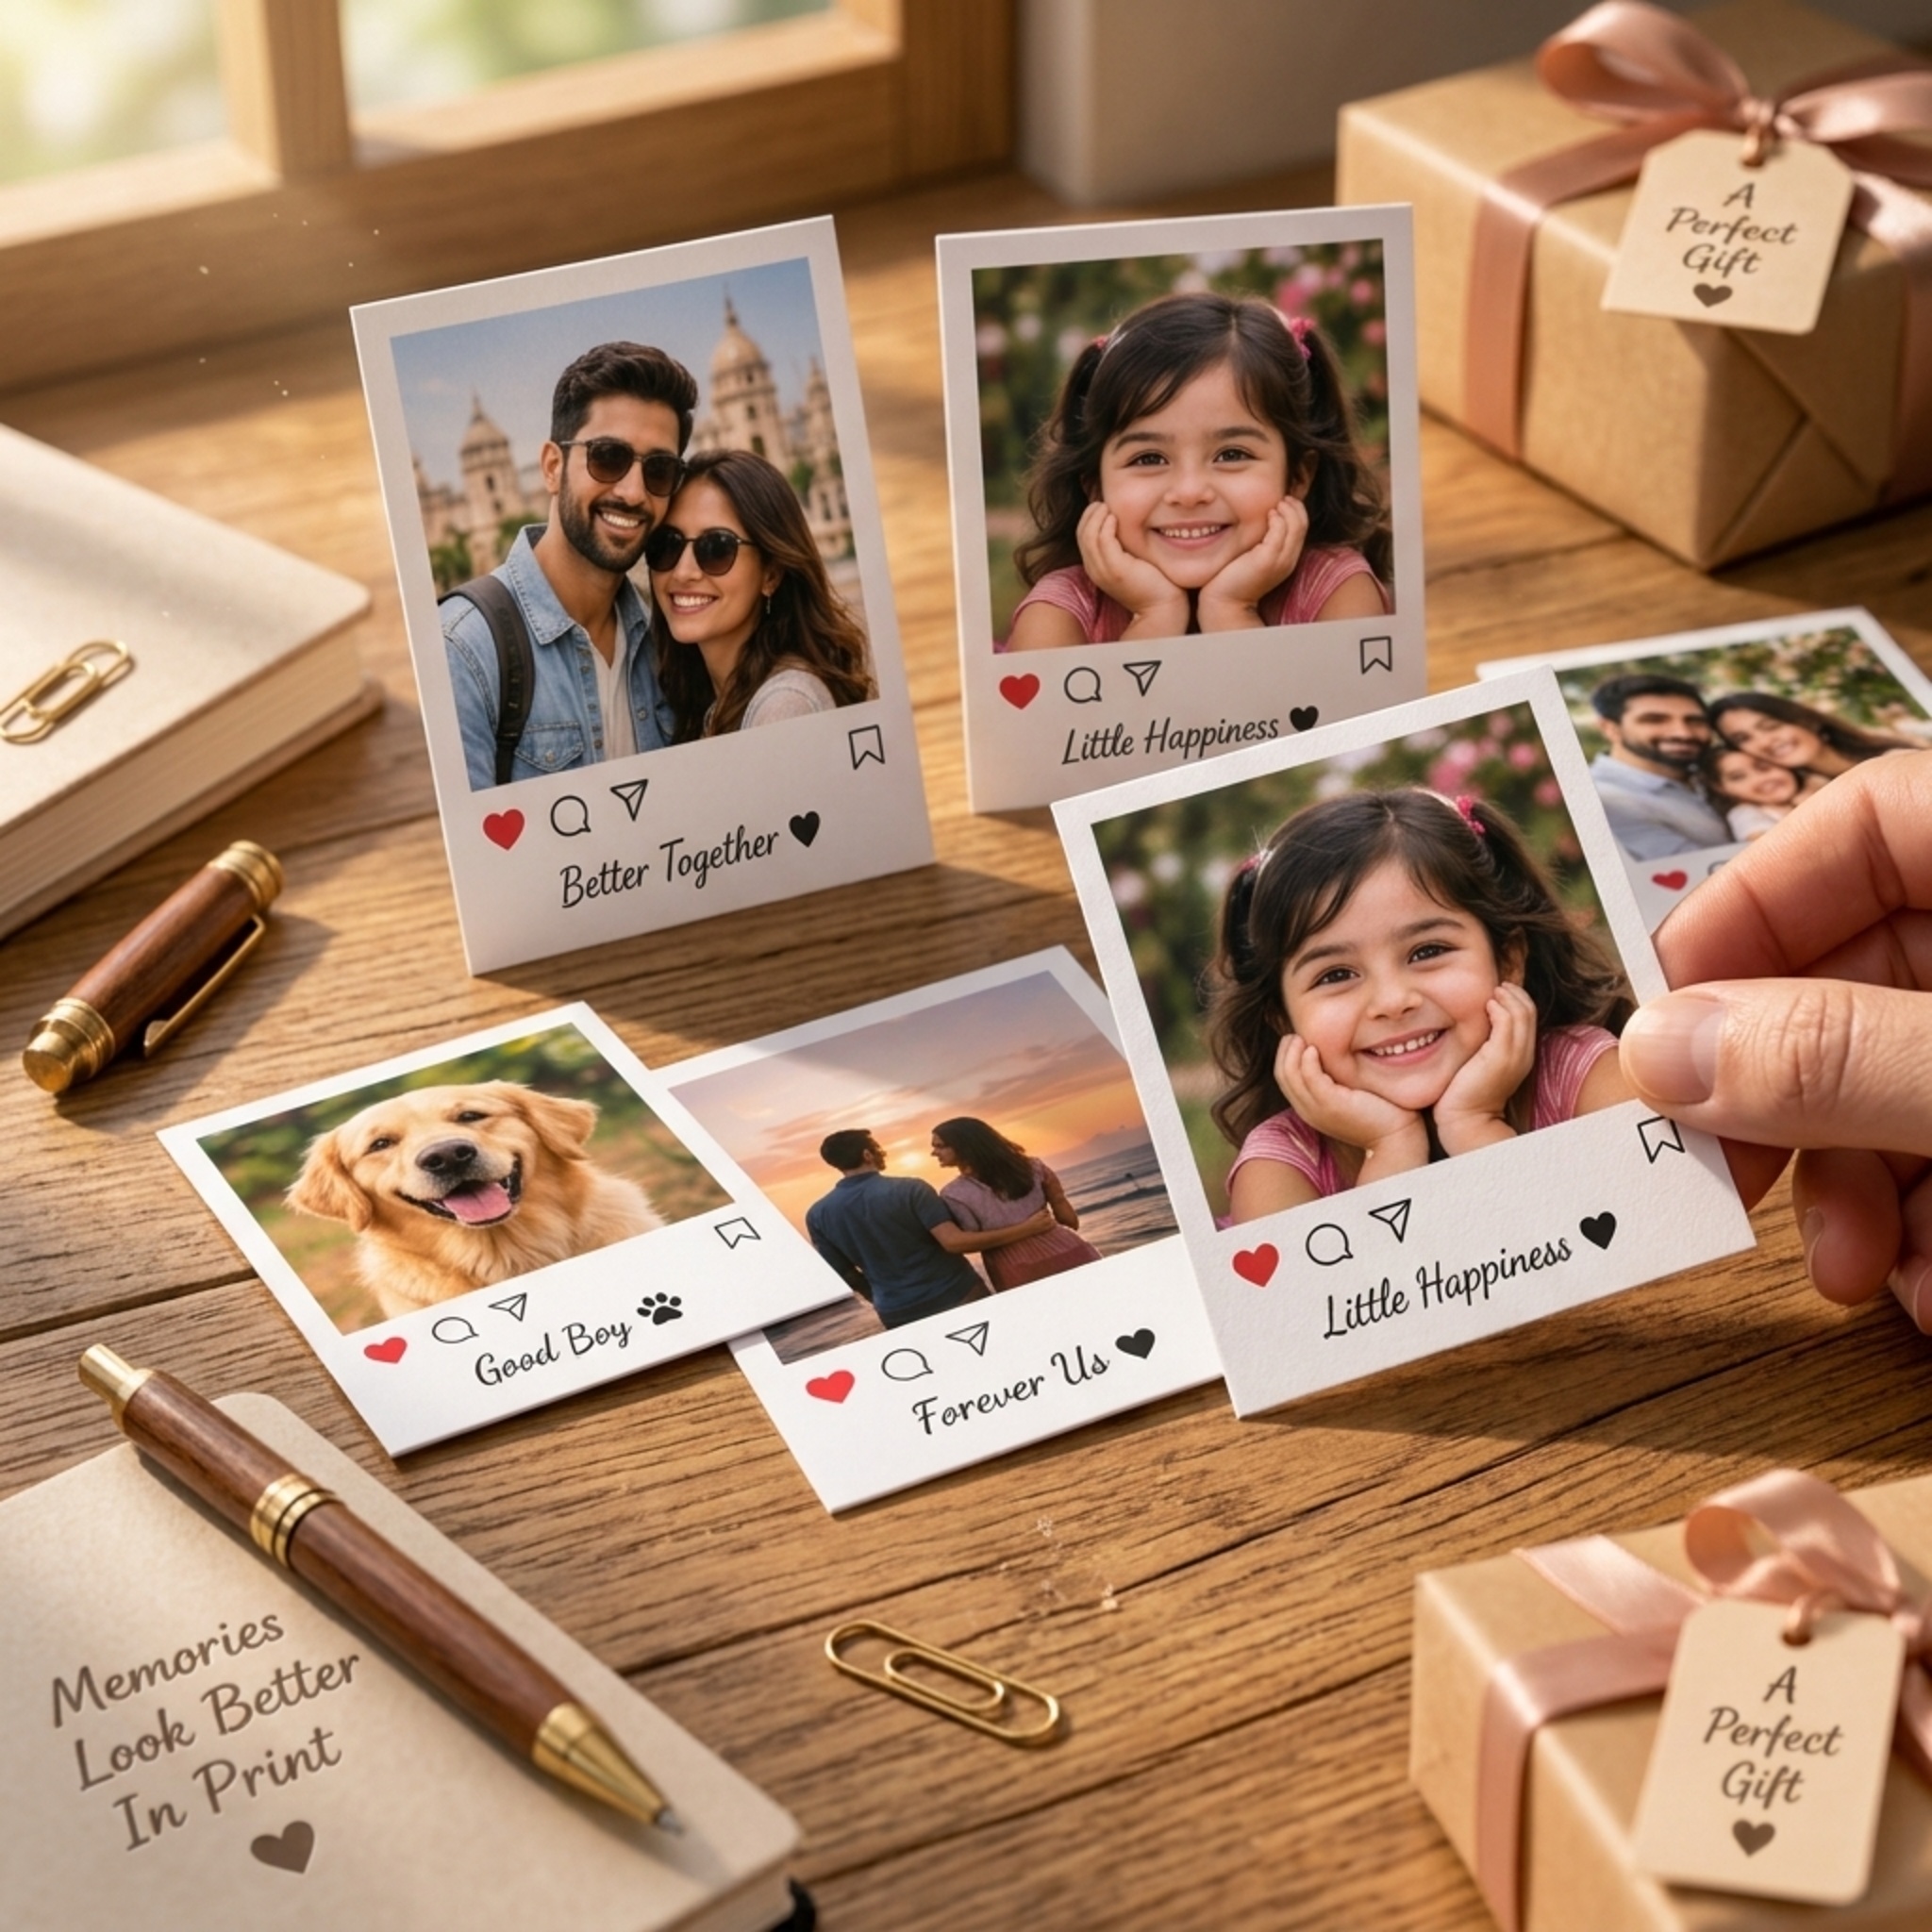 A
Perfect
Gift
Better Together
Little Happiness
Little Happiness
Good Boy
Forever Us
Memories
Look Better
In Print
A
Perfect
Gift